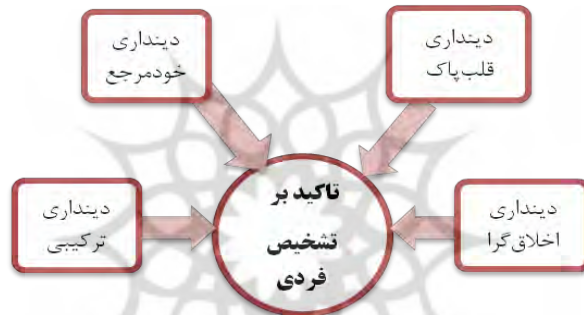 دینداری
قلب‌پاک
دینداری
خودمرجع
تاکید بر
تشخیص
فردی
دینداری
اخلاق‌گرا
دینداری
ترکیبی